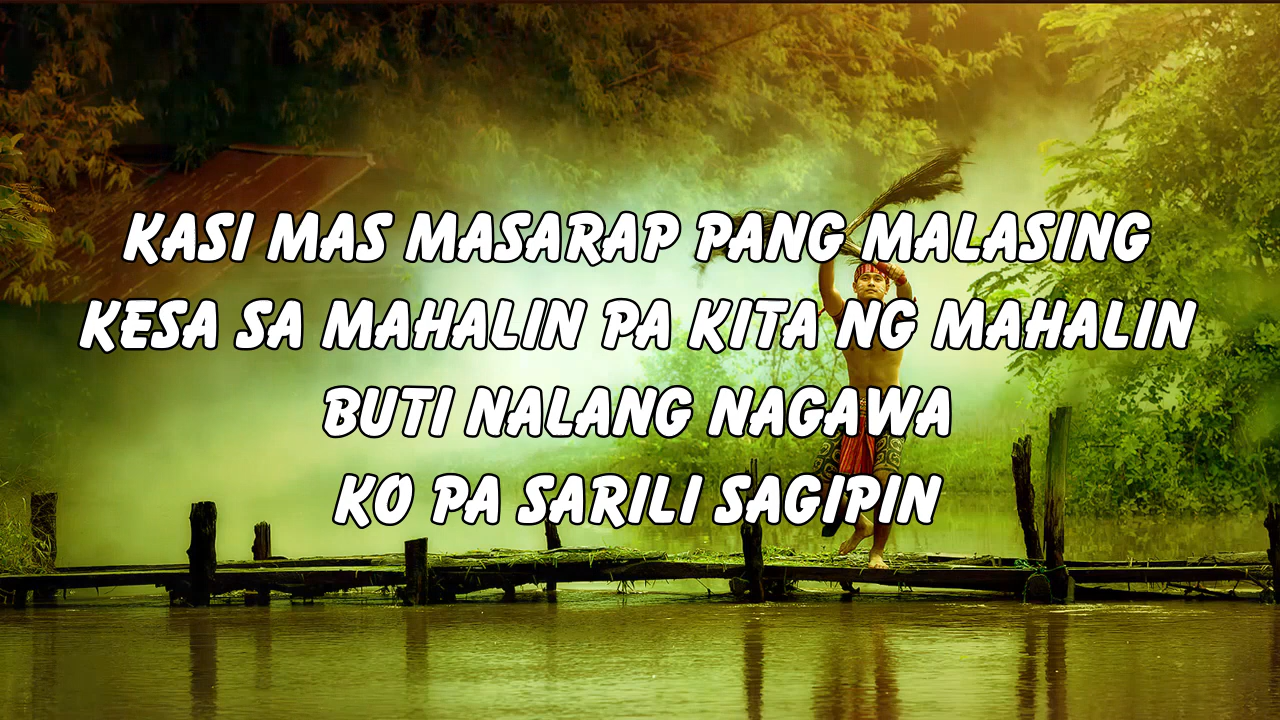 KASI MAS MASARAP PANG MALASING
KESA SA MAHALIN PA KITA NG MAHALIN
BUTI NALANG NAGAWA
KO PA SARILI SAGIPIN